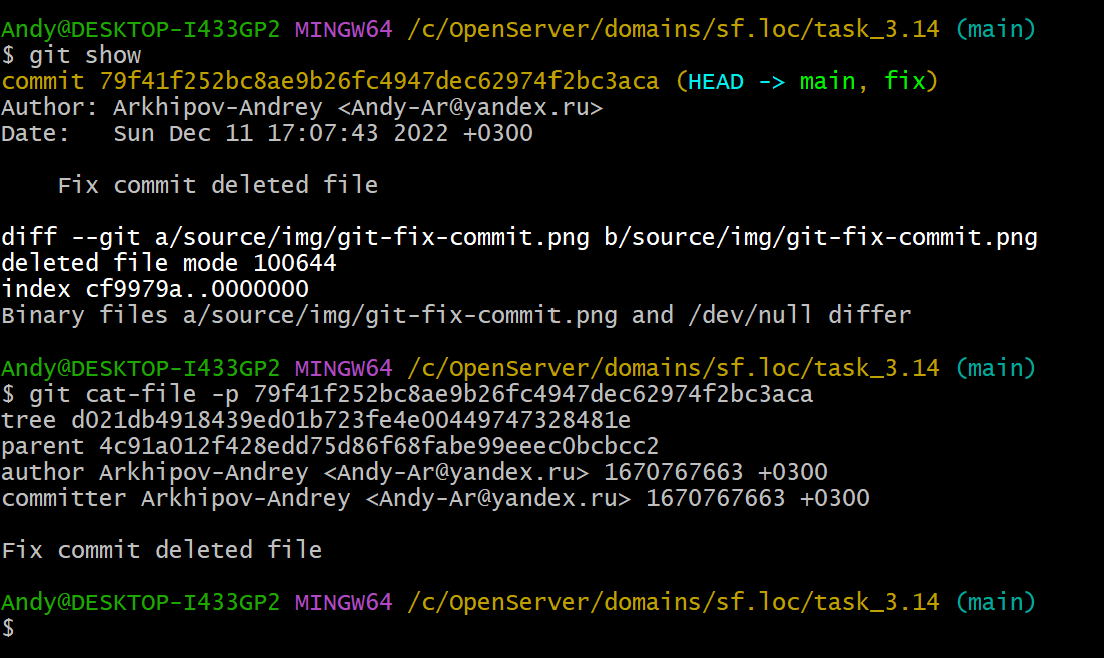 Andy@DESKTOP-I433GP2 MINGW64 /c/OpenServer/domains/sf.loc/task_3.14 (main)
$ git show
commit 79f41f252bc8ae9b26fc4947dec62974f2bc3aca (HEAD -> main, fix)
Author: Arkhipov-Andrey <Andy-Ar@yandex.ru>
Date:   Sun Dec 11 17:07:43 2022 +0300
    Fix commit deleted file
diff --git a/source/img/git-fix-commit.png b/source/img/git-fix-commit.png
deleted file mode 100644
index cf9979a..0000000
Binary files a/source/img/git-fix-commit.png and /dev/null differ
Andy@DESKTOP-I433GP2 MINGW64 /c/OpenServer/domains/sf.loc/task_3.14 (main)
$ git cat-file -p 79f41f252bc8ae9b26fc4947dec62974f2bc3aca
tree d021db4918439ed01b723fe4e00449747328481e
parent 4c91a012f428edd75d86f68fabe99eeec0bcbcc2
author Arkhipov-Andrey <Andy-Ar@yandex.ru> 1670767663 +0300
committer Arkhipov-Andrey <Andy-Ar@yandex.ru> 1670767663 +0300
Fix commit deleted file
Andy@DESKTOP-I433GP2 MINGW64 /c/OpenServer/domains/sf.loc/task_3.14 (main)
$